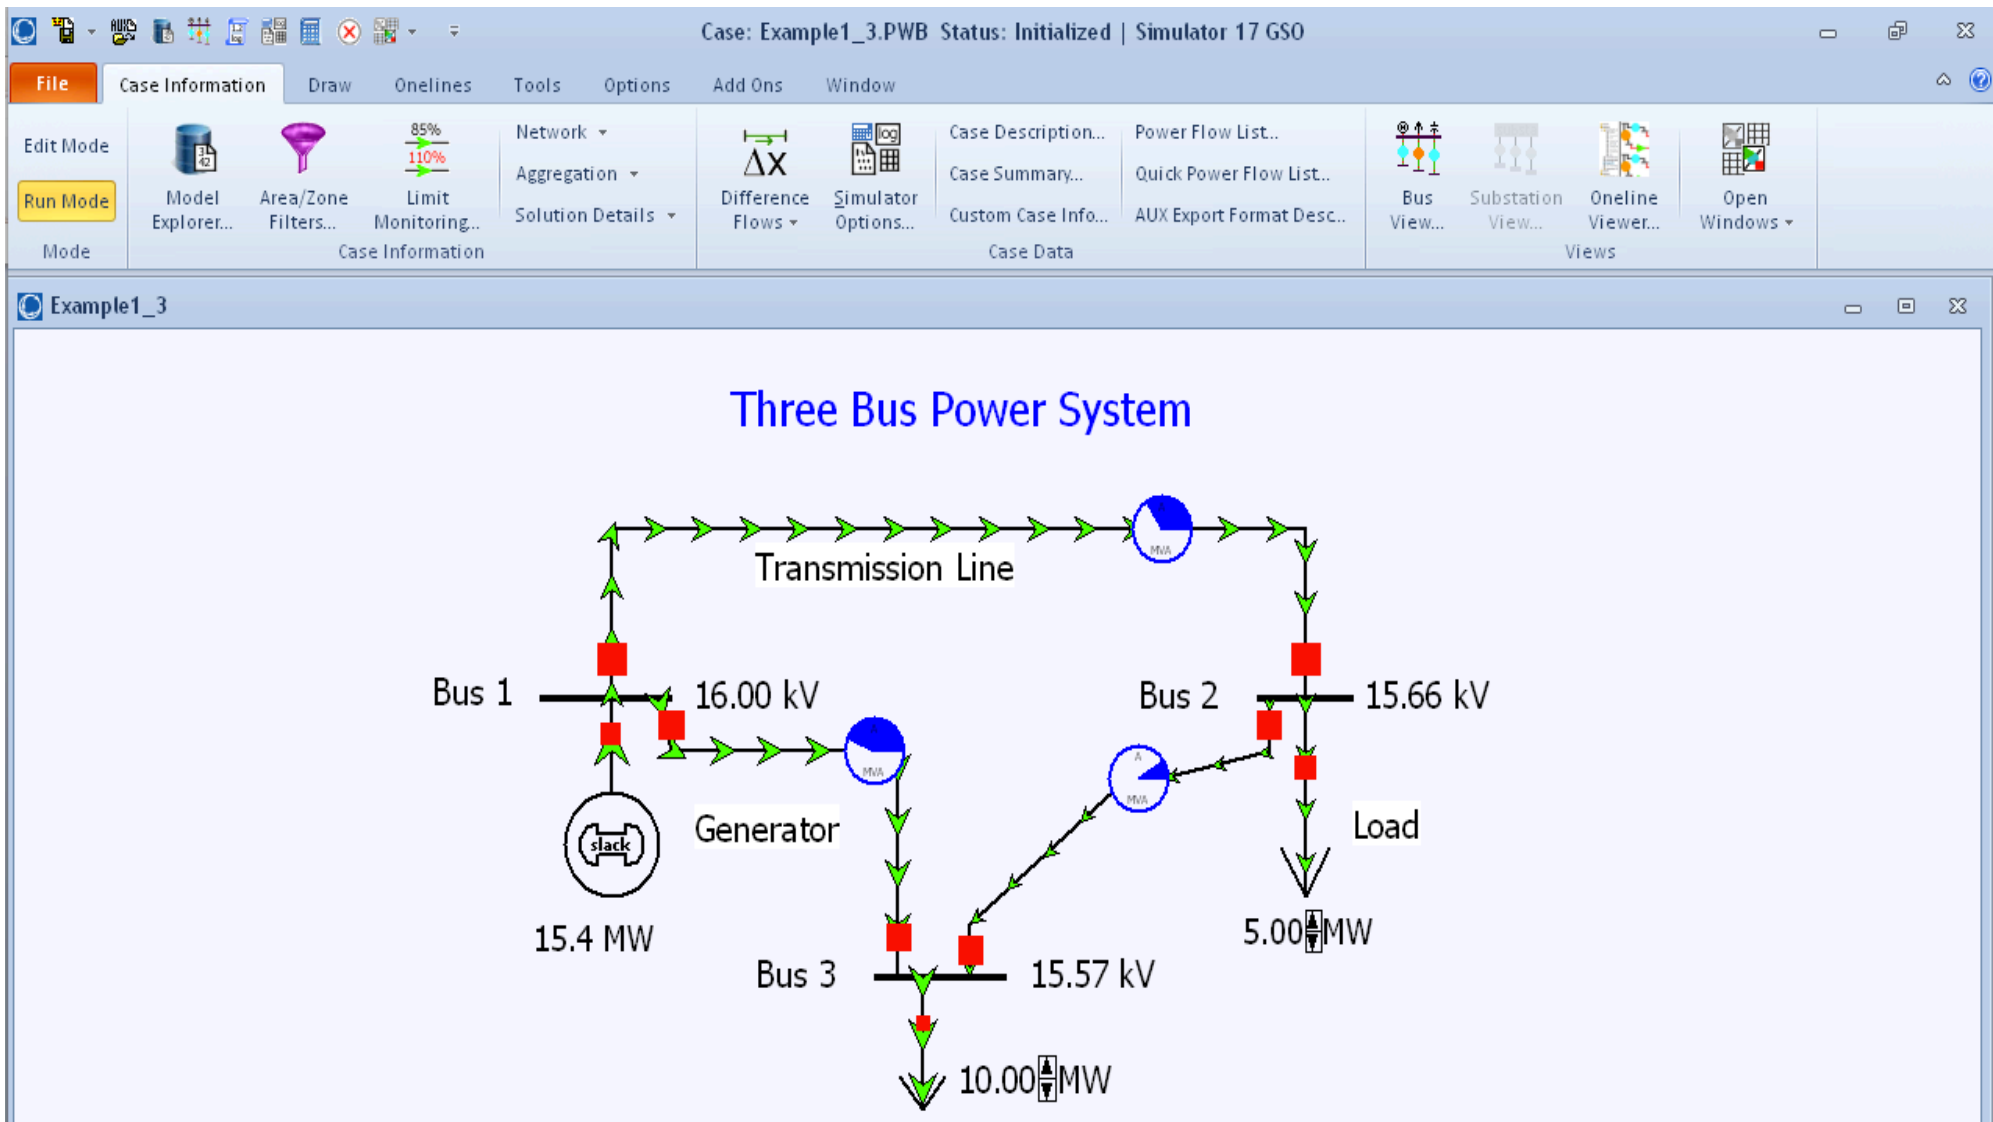 Case: Example1_3.PWB Status: Initialized | Simulator 17 GSO
File Case Information Draw Onelines Tools Options Add Ons Window
Edit Mode
Run Mode
Mode
Model Explorer...
Area/Zone Filters...
85%
110%
Limit Monitoring...
Network
Aggregation
Solution Details
Case Information
ΔX
Difference Flows
log
Simulator Options...
Case Description...
Case Summary...
Custom Case Info...
Power Flow List...
Quick Power Flow List...
AUX Export Format Desc...
Case Data
Bus View...
Substation View...
Oneline Viewer...
Views
Open Windows
Example1_3
Three Bus Power System
A
MVA
Transmission Line
Bus 1
16.00 kV
Bus 2
15.66 kV
A
MVA
A
MVA
slack
Generator
Load
15.4 MW
5.00 MW
Bus 3
15.57 kV
10.00 MW